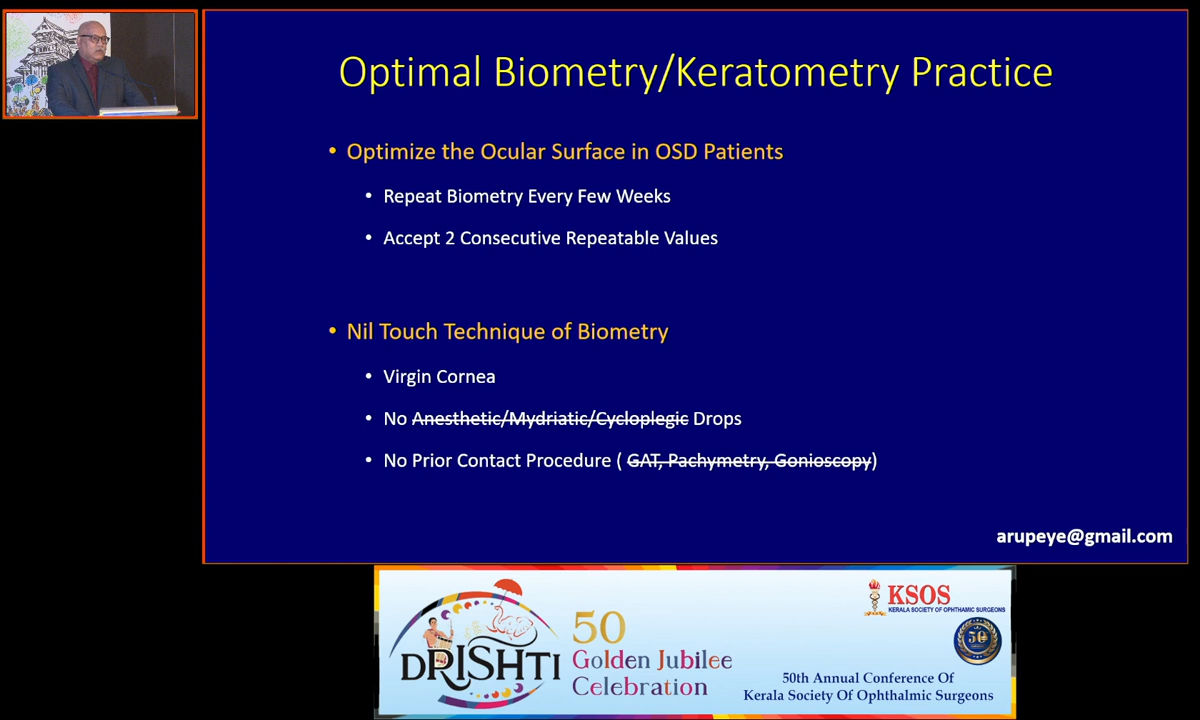 Optimal Biometry/Keratometry Practice
• Optimize the Ocular Surface in OSD Patients
• Repeat Biometry Every Few Weeks
• Accept 2 Consecutive Repeatable Values
• Nil Touch Technique of Biometry
• Virgin Cornea
• No Anesthetic/Mydriatic/Cycloplegic Drops
• No Prior Contact Procedure ( GAT, Pachymetry, Gonioscopy)
arupeye@gmail.com
DRISHTI
50
Golden Jubilee
Celebration
KSOS
KERALA SOCIETY OF OPHTHAMIC SURGEONS
50
50th Annual Conference Of
Kerala Society Of Ophthalmic Surgeons